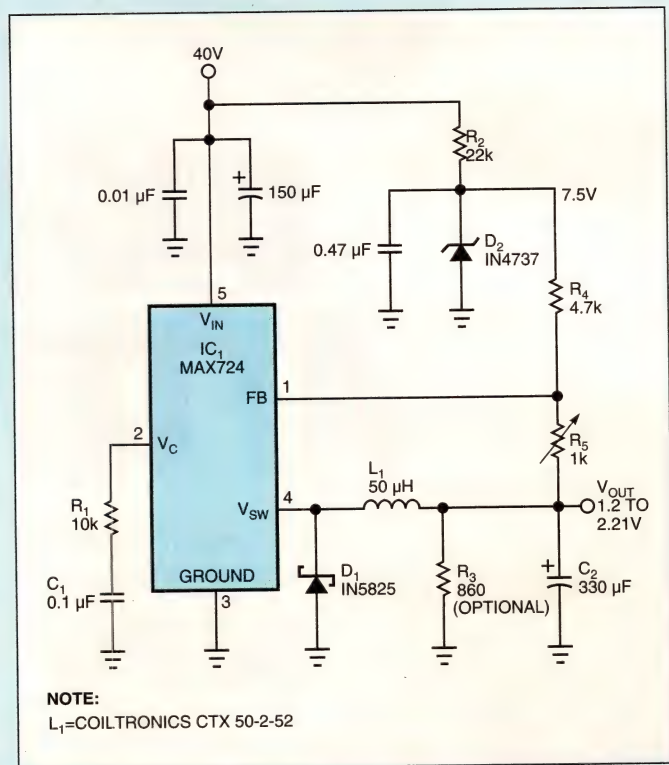 40V
R2
22k
0.01 µF
+
150 µF
7.5V
0.47 µF
D2
IN4737
R4
4.7k
5
VIN
IC1
MAX724
FB
1
2
VC
R5
1k
R1
10k
L1
50 µH
4
VSW
VOUT
1.2 TO
2.21V
C1
0.1 µF
GROUND
3
D1
IN5825
R3
860
(OPTIONAL)
+
C2
330 µF
NOTE:
L1=COILTRONICS CTX 50-2-52